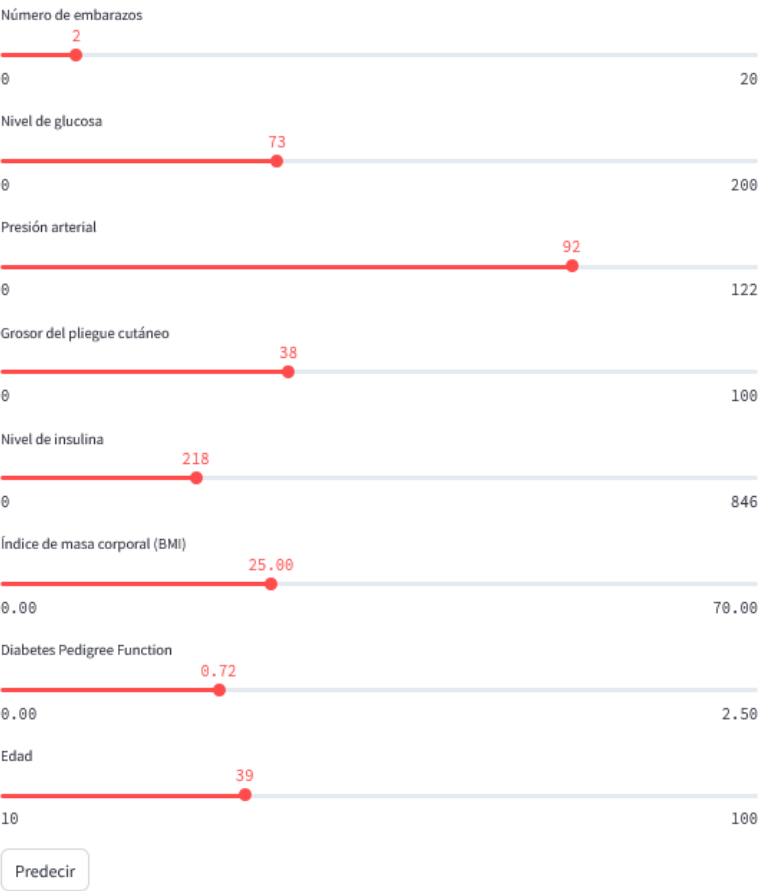 Número de embarazos
2
0 20
Nivel de glucosa
73
0 200
Presión arterial
92
0 122
Grosor del pliegue cutáneo
38
0 100
Nivel de insulina
218
0 846
Índice de masa corporal (BMI)
25.00
0.00 70.00
Diabetes Pedigree Function
0.72
0.00 2.50
Edad
39
10 100
Predecir